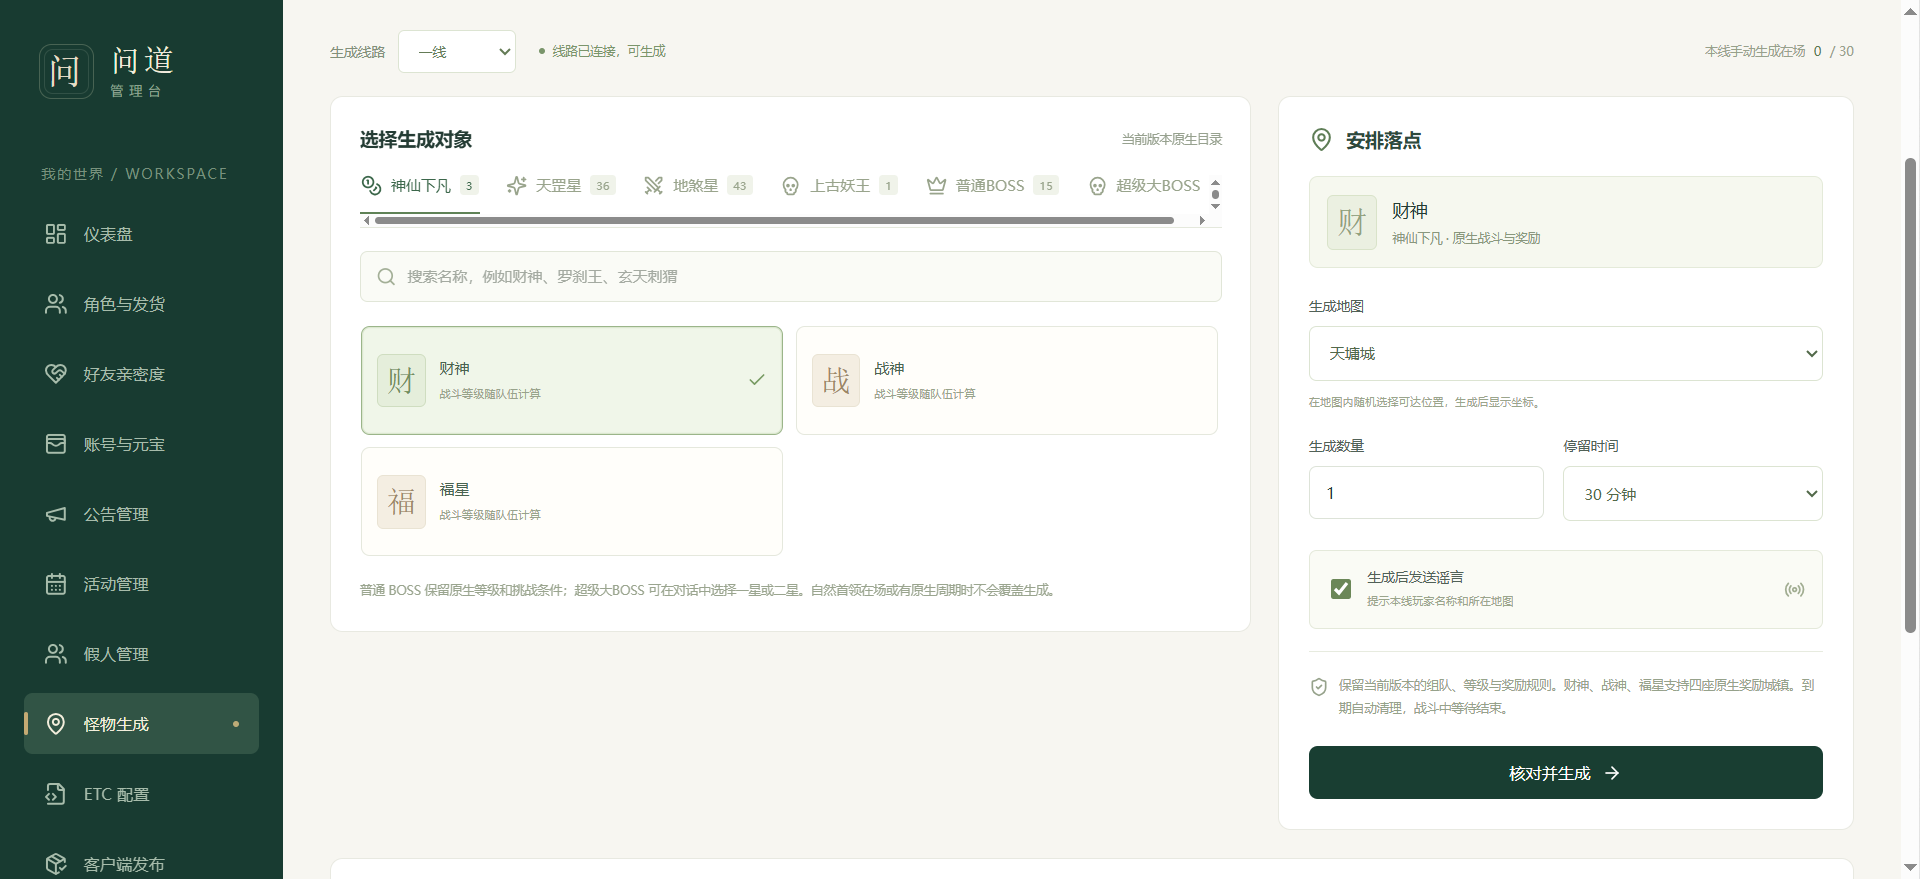 问
问道
管理台
我的世界 / WORKSPACE
仪表盘
角色与发货
好友亲密度
账号与元宝
公告管理
活动管理
假人管理
怪物生成
ETC 配置
客户端发布
生成线路
一线
线路已连接，可生成
本线手动生成在场 0 / 30
选择生成对象
当前版本原生目录
神仙下凡 3
天罡星 36
地煞星 43
上古妖王 1
普通BOSS 15
超级大BOSS
搜索名称，例如财神、罗刹王、玄天刺猬
财
财神
战斗等级随队伍计算
战
战神
战斗等级随队伍计算
福
福星
战斗等级随队伍计算
普通 BOSS 保留原生等级和挑战条件；超级大BOSS 可在对话中选择一星或二星。自然首领在场或有原生周期时不会覆盖生成。
安排落点
财
财神
神仙下凡 · 原生战斗与奖励
生成地图
天墉城
在地图内随机选择可达位置，生成后显示坐标。
生成数量
停留时间
1
30 分钟
生成后发送谣言
提示本线玩家名称和所在地图
保留当前版本的组队、等级与奖励规则。财神、战神、福星支持四座原生奖励城镇。到
期自动清理，战斗中等待结束。
核对并生成